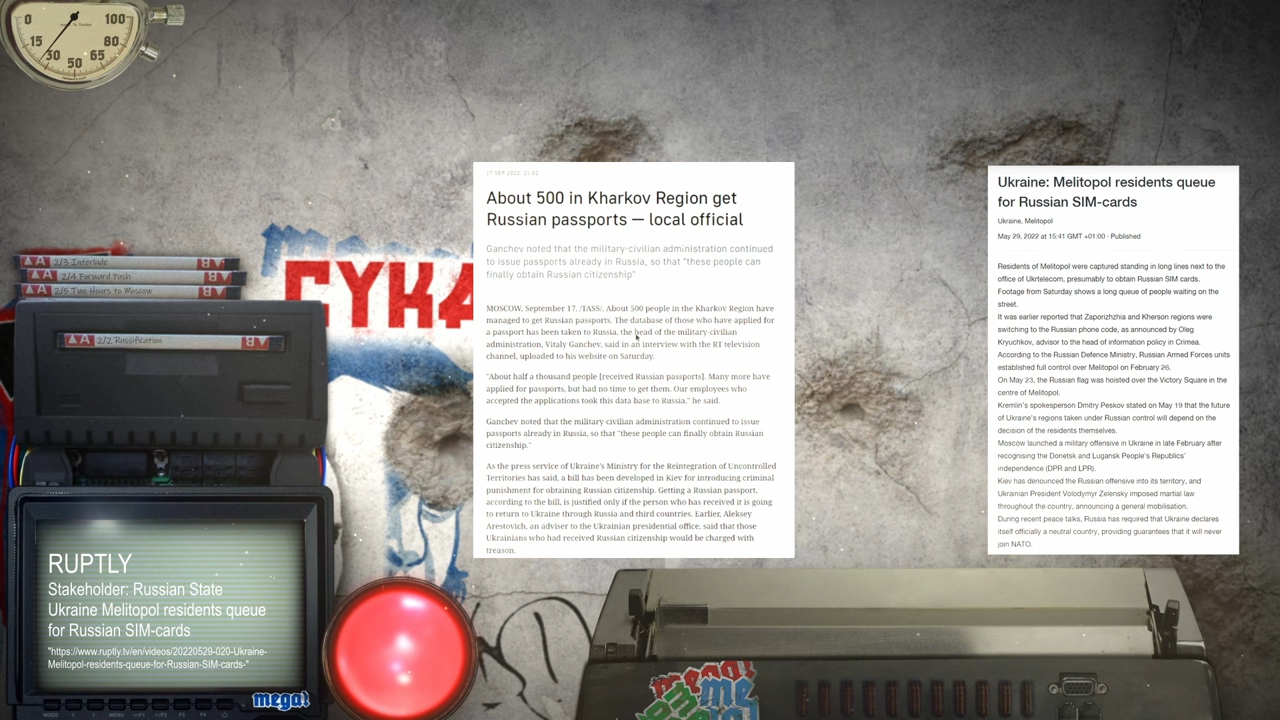 0 100
15 80
30 65
50
AA 2/3 Interlude
AA 2/4 Forward Push
AA 2/5 Two Hours to Moscow
AA 2/2 Russification
СУКА
17 SEP 2022, 21:02
About 500 in Kharkov Region get
Russian passports — local official
Ganchev noted that the military-civilian administration continued
to issue passports already in Russia, so that "these people can
finally obtain Russian citizenship"
MOSCOW, September 17. /TASS/. About 500 people in the Kharkov Region have
managed to get Russian passports. The database of those who have applied for
a passport has been taken to Russia, the head of the military-civilian
administration, Vitaly Ganchev, said in an interview with the RT television
channel, uploaded to his website on Saturday.
"About half a thousand people [received Russian passports]. Many more have
applied for passports, but had no time to get them. Our employees who
accepted the applications took this data base to Russia," he said.
Ganchev noted that the military-civilian administration continued to issue
passports already in Russia, so that "these people can finally obtain Russian
citizenship."
As the press service of Ukraine's Ministry for the Reintegration of Uncontrolled
Territories has said, a bill has been developed in Kiev for introducing criminal
punishment for obtaining Russian citizenship. Getting a Russian passport,
according to the bill, is justified only if the person who has received it is going
to return to Ukraine through Russia and third countries. Earlier, Aleksey
Arestovich, an adviser to the Ukrainian presidential office, said that those
Ukrainians who had received Russian citizenship would be charged with
treason.
Ukraine: Melitopol residents queue
for Russian SIM-cards
Ukraine, Melitopol
May 29, 2022 at 15:41 GMT +01:00 · Published
Residents of Melitopol were captured standing in long lines next to the
office of Ukrtelecom, presumably to obtain Russian SIM cards.
Footage from Saturday shows a long queue of people waiting on the
street.
It was earlier reported that Zaporizhzhia and Kherson regions were
switching to the Russian phone code, as announced by Oleg
Kryuchkov, advisor to the head of information policy in Crimea.
According to the Russian Defence Ministry, Russian Armed Forces units
established full control over Melitopol on February 26.
On May 23, the Russian flag was hoisted over the Victory Square in the
centre of Melitopol.
Kremlin's spokesperson Dmitry Peskov stated on May 19 that the future
of Ukraine's regions taken under Russian control will depend on the
decision of the residents themselves.
Moscow launched a military offensive in Ukraine in late February after
recognising the Donetsk and Lugansk People's Republics'
independence (DPR and LPR).
Kiev has denounced the Russian offensive into its territory, and
Ukrainian President Volodymyr Zelensky imposed martial law
throughout the country, announcing a general mobilisation.
During recent peace talks, Russia has required that Ukraine declares
itself officially a neutral country, providing guarantees that it will never
join NATO.
RUPTLY
Stakeholder: Russian State
Ukraine Melitopol residents queue
for Russian SIM-cards
"https://www.ruptly.tv/en/videos/20220529-020-Ukraine-
Melitopol-residents-queue-for-Russian-SIM-cards-"
mega!